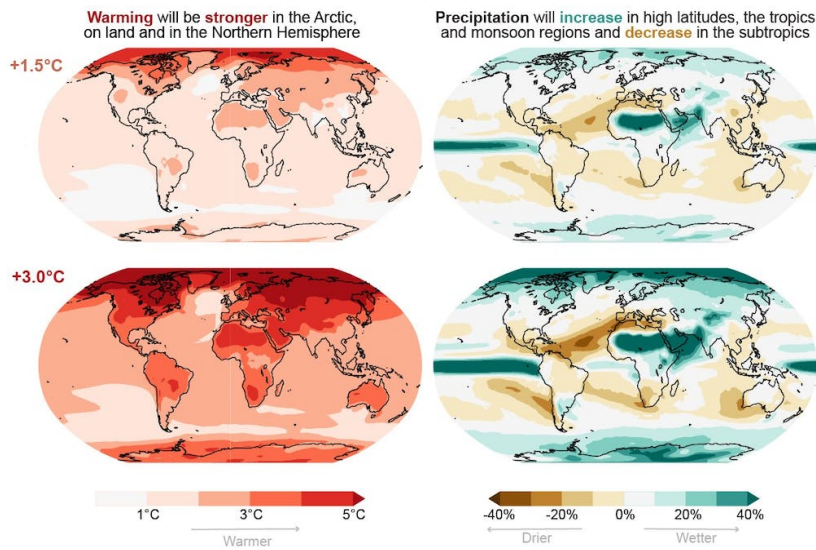 Warming will be stronger in the Arctic,
on land and in the Northern Hemisphere
Precipitation will increase in high latitudes, the tropics
and monsoon regions and decrease in the subtropics
+1.5°C
+3.0°C
1°C 3°C 5°C
Warmer
-40% -20% 0% 20% 40%
Drier Wetter